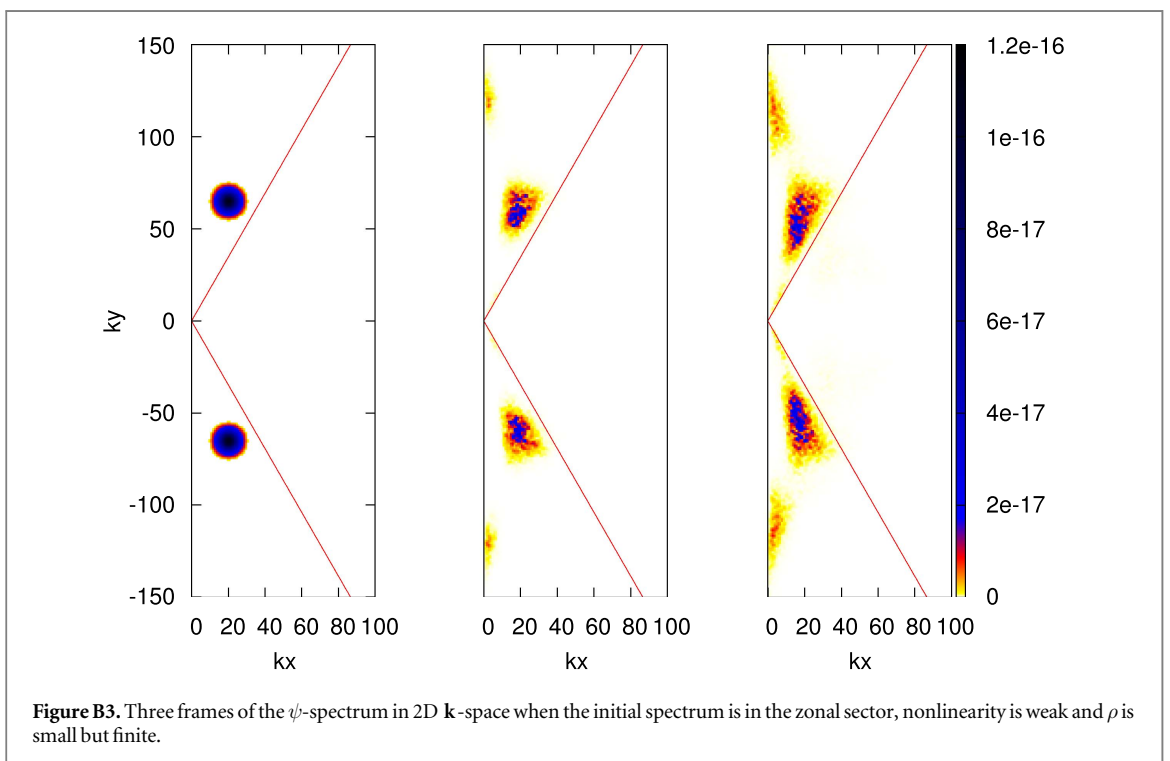 150
100
50
0
-50
-100
-150
ky
0 20 40 60 80 100
kx
0 20 40 60 80 100
kx
0 20 40 60 80 100
kx
1.2e-16
1e-16
8e-17
6e-17
4e-17
2e-17
0
Figure B3. Three frames of the ψ-spectrum in 2D k-space when the initial spectrum is in the zonal sector, nonlinearity is weak and ρ is
small but finite.